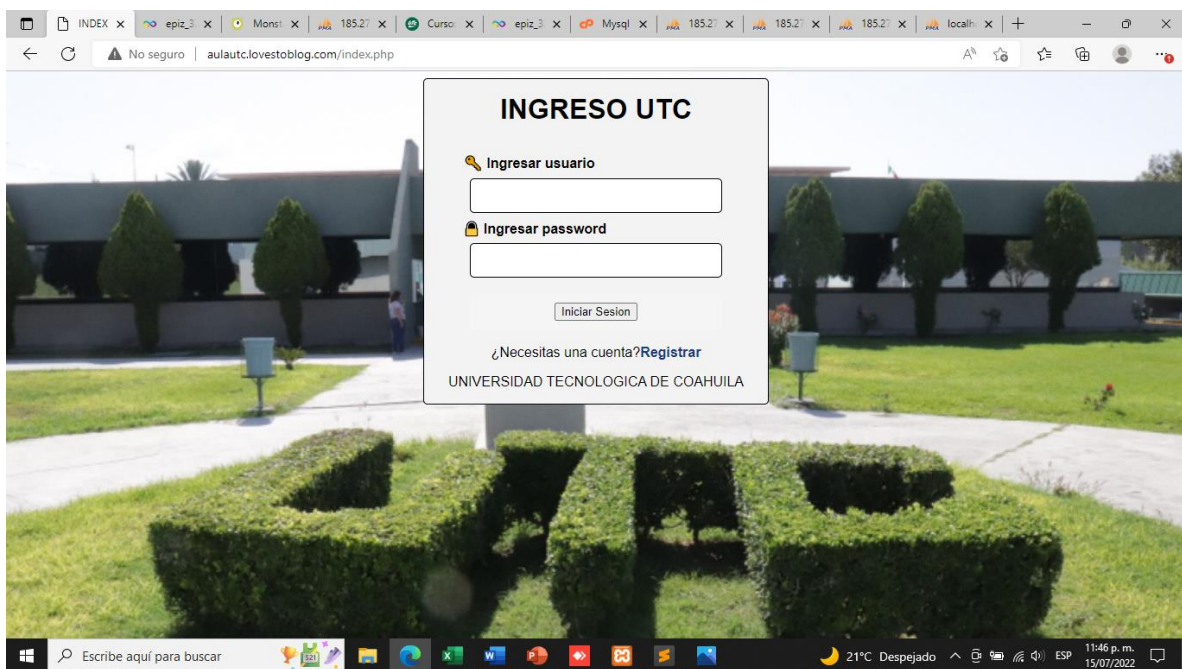 INDEX
epiz_3
Monst
185.27
Curso:
epiz_3
Mysql
185.27
185.27
185.27
localh
No seguro
aulautc.lovestoblog.com/index.php
INGRESO UTC
Ingresar usuario
Ingresar password
Iniciar Sesion
¿Necesitas una cuenta?Registrar
UNIVERSIDAD TECNOLOGICA DE COAHUILA
UTC
Escribe aquí para buscar
21°C Despejado
ESP
11:46 p. m.
15/07/2022